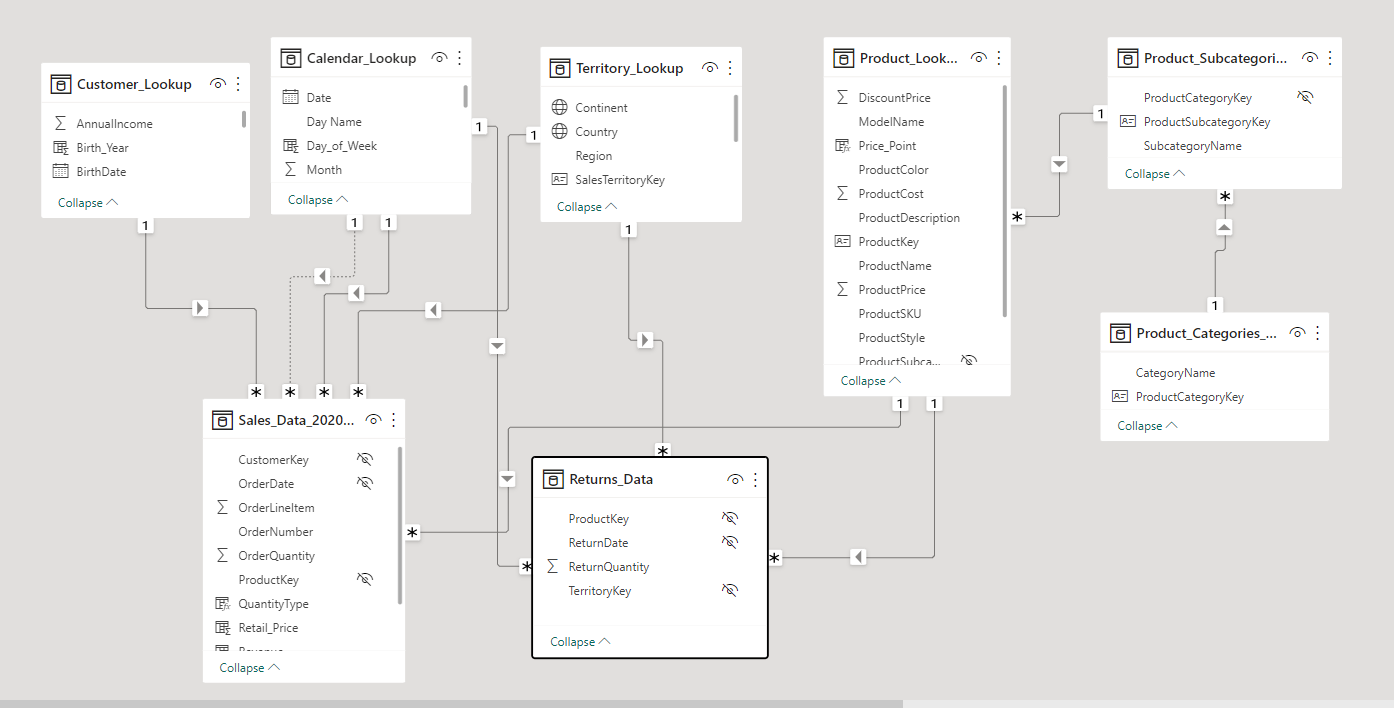 Customer_Lookup
AnnualIncome
Birth_Year
BirthDate
Collapse
Calendar_Lookup
Date
Day Name
Day_of_Week
Month
Collapse
Territory_Lookup
Continent
Country
Region
SalesTerritoryKey
Collapse
Product_Look...
DiscountPrice
ModelName
Price_Point
ProductColor
ProductCost
ProductDescription
ProductKey
ProductName
ProductPrice
ProductSKU
ProductStyle
ProductSubca...
Collapse
Product_Subcategori...
ProductCategoryKey
ProductSubcategoryKey
SubcategoryName
Collapse
Product_Categories_...
CategoryName
ProductCategoryKey
Collapse
Sales_Data_2020...
CustomerKey
OrderDate
OrderLineItem
OrderNumber
OrderQuantity
ProductKey
QuantityType
Retail_Price
Revenue
Collapse
Returns_Data
ProductKey
ReturnDate
ReturnQuantity
TerritoryKey
Collapse
1
1
1
1
1
1
1
1
1
1
*
*
*
*
*
*
*
*
*
*